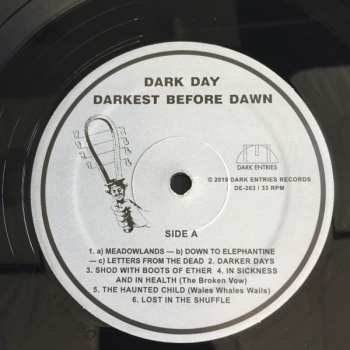 DARK DAY
DARKEST BEFORE DAWN
DARK ENTRIES
℗ 2019 DARK ENTRIES RECORDS
DE-263 / 33 RPM
SIDE A
1. a) MEADOWLANDS — b) DOWN TO ELEPHANTINE
— c) LETTERS FROM THE DEAD 2. DARKER DAYS
3. SHOD WITH BOOTS OF ETHER 4. IN SICKNESS
AND IN HEALTH (The Broken Vow)
5. THE HAUNTED CHILD (Wales Whales Wails)
6. LOST IN THE SHUFFLE